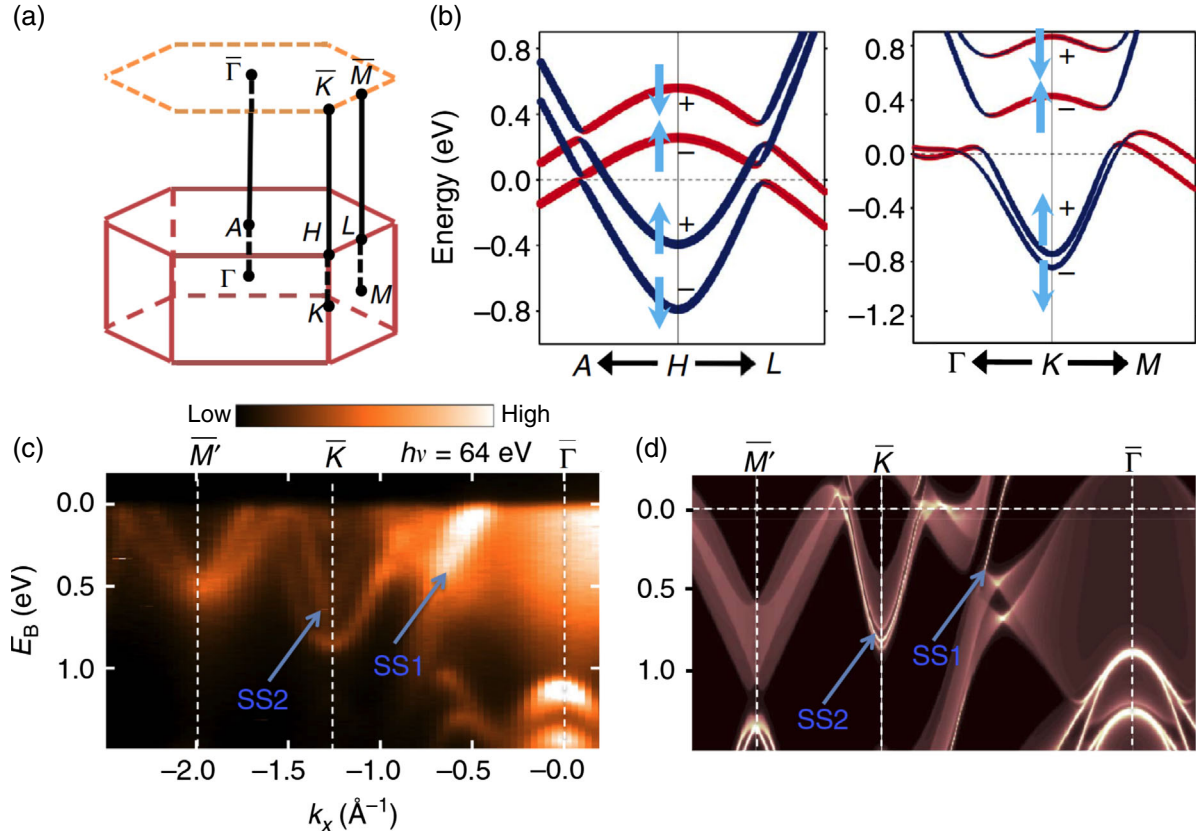 (a)
Γ̅
K̅
M̅
A
H
L
Γ
K
M
(b)
Energy (eV)
0.8
0.4
0.0
−0.4
−0.8
+
−
+
−
A H L
0.8
0.4
0.0
−0.4
−0.8
−1.2
+
−
+
−
Γ K M
Low High
(c)
M̅′ K̅ hν = 64 eV Γ̅
E_B (eV)
0.0
0.5
1.0
SS2
SS1
−2.0 −1.5 −1.0 −0.5 −0.0
k_x (Å⁻¹)
(d)
M̅′ K̅ Γ̅
0.0
0.5
1.0
SS1
SS2